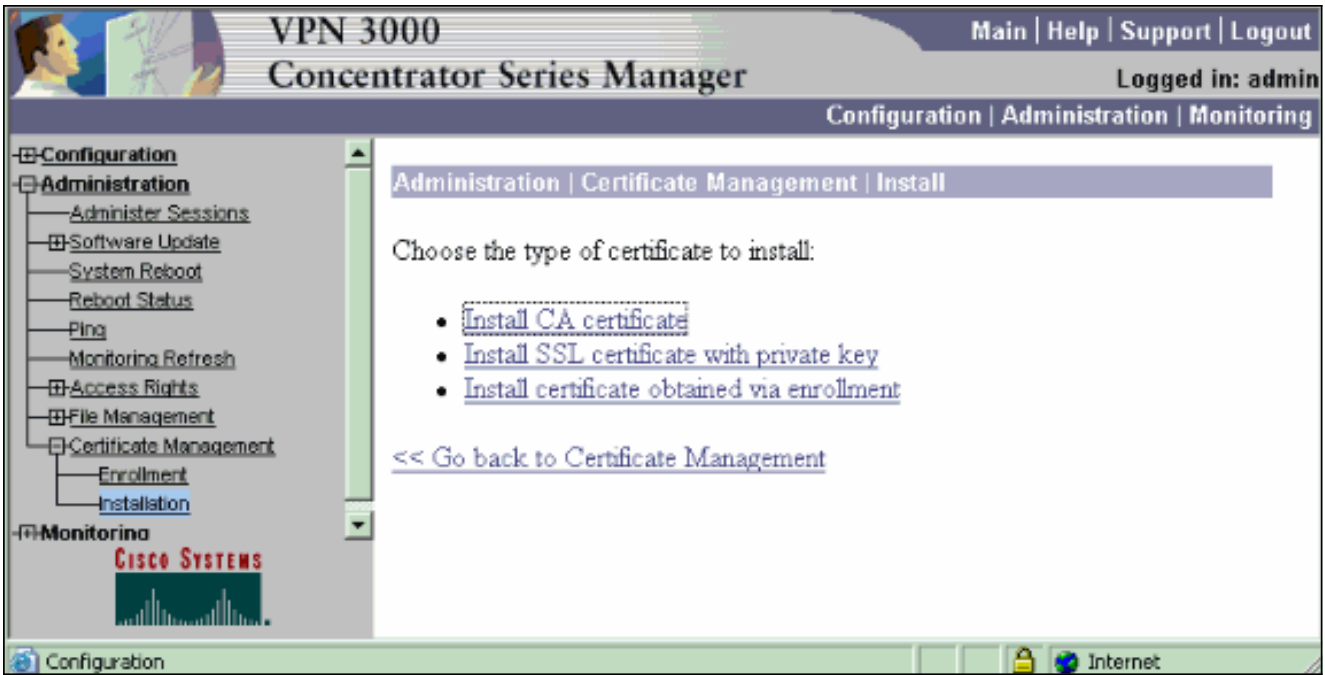 VPN 3000
Concentrator Series Manager
Main | Help | Support | Logout
Logged in: admin
Configuration | Administration | Monitoring
Configuration
Administration
Administer Sessions
Software Update
System Reboot
Reboot Status
Ping
Monitoring Refresh
Access Rights
File Management
Certificate Management
Enrollment
Installation
Monitoring
CISCO SYSTEMS
Administration | Certificate Management | Install
Choose the type of certificate to install:
• Install CA certificate
• Install SSL certificate with private key
• Install certificate obtained via enrollment
<< Go back to Certificate Management
Configuration
Internet